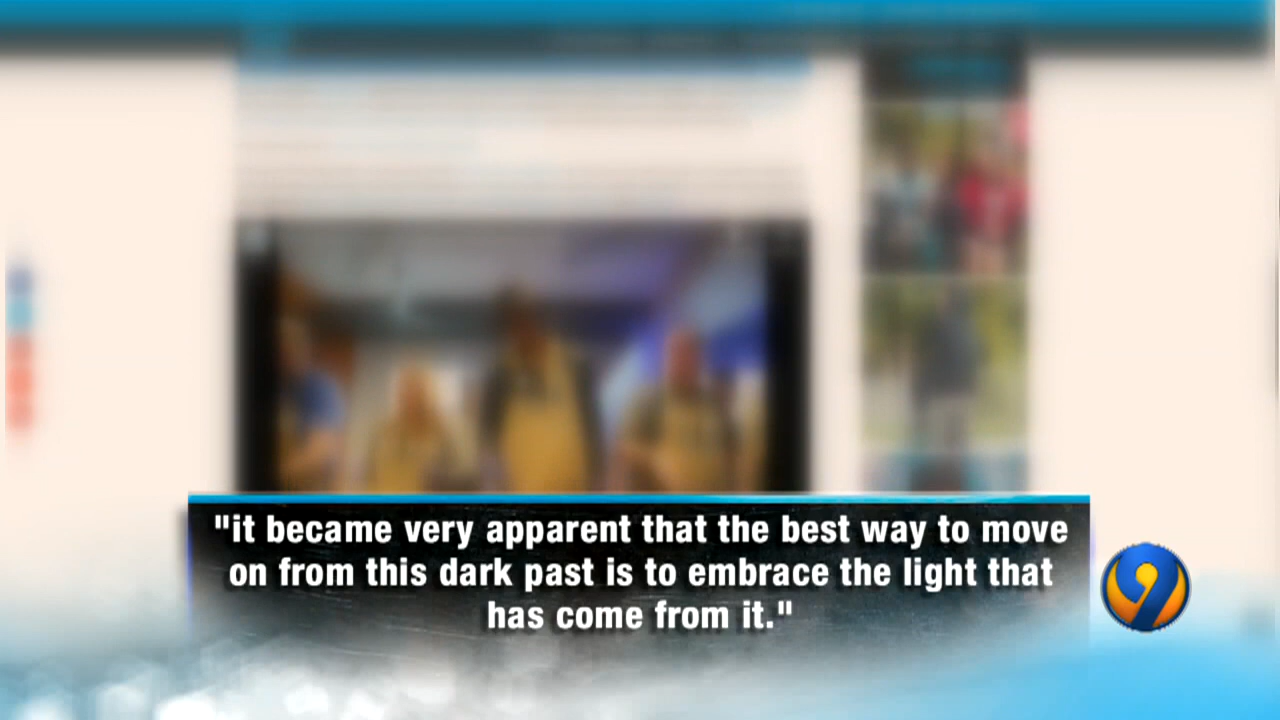 "it became very apparent that the best way to move
on from this dark past is to embrace the light that
has come from it."
9